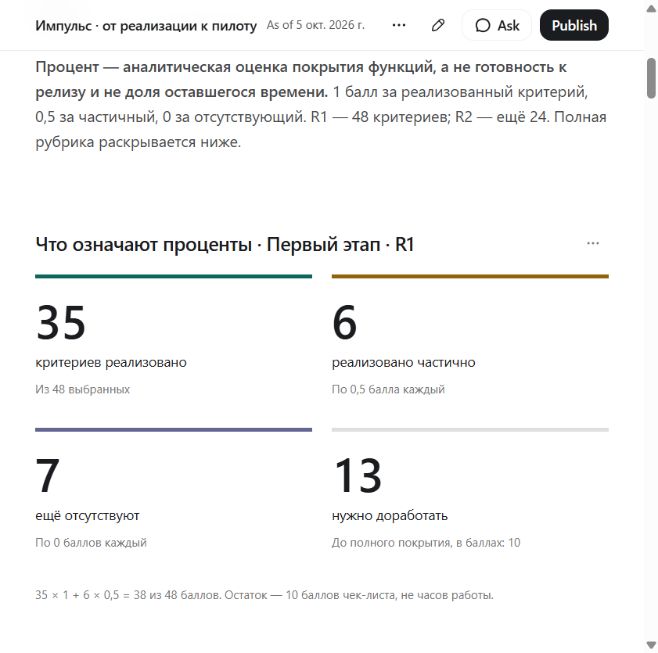 Импульс · от реализации к пилоту As of 5 окт. 2026 г. ··· Ask Publish
Процент — аналитическая оценка покрытия функций, а не готовность к
релизу и не доля оставшегося времени. 1 балл за реализованный критерий,
0,5 за частичный, 0 за отсутствующий. R1 — 48 критериев; R2 — ещё 24. Полная
рубрика раскрывается ниже.
Что означают проценты · Первый этап · R1 ···
35
критериев реализовано
Из 48 выбранных
6
реализовано частично
По 0,5 балла каждый
7
ещё отсутствуют
По 0 баллов каждый
13
нужно доработать
До полного покрытия, в баллах: 10
35 × 1 + 6 × 0,5 = 38 из 48 баллов. Остаток — 10 баллов чек-листа, не часов работы.